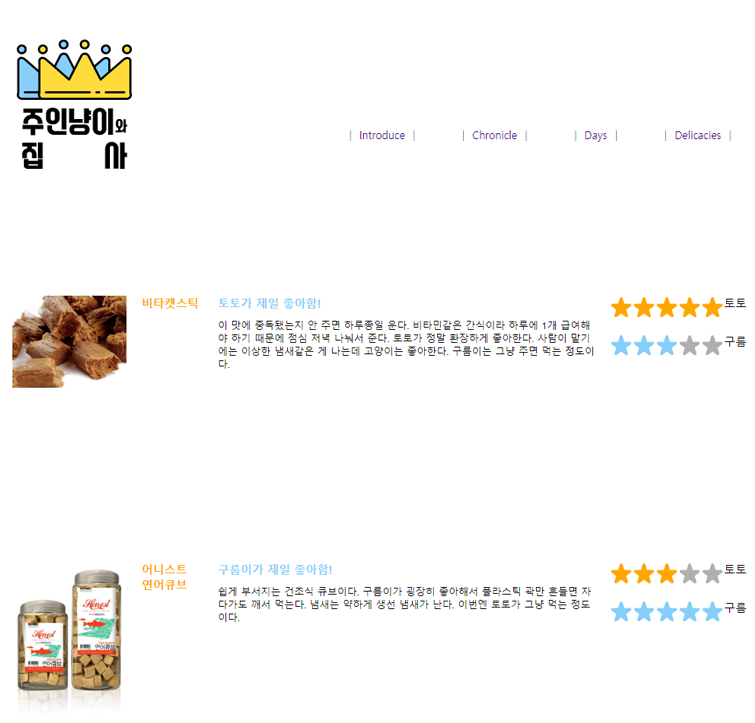 주인냥이와
집 사
| Introduce | | Chronicle | | Days | | Delicacies |
비타캣스틱
토토가 제일 좋아함!
이 맛에 중독됐는지 안 주면 하루종일 운다. 비타민같은 간식이라 하루에 1개 급여해
야 하기 때문에 점심 저녁 나눠서 준다. 토토가 정말 환장하게 좋아한다. 사람이 맡기
에는 이상한 냄새같은 게 나는데 고양이는 좋아한다. 구름이는 그냥 주면 먹는 정도이
다.
토토
구름
어니스트
연어큐브
구름이가 제일 좋아함!
쉽게 부서지는 건조식 큐브이다. 구름이가 굉장히 좋아해서 플라스틱 곽만 흔들면 자
다가도 깨서 먹는다. 냄새는 약하게 생선 냄새가 난다. 이번엔 토토가 그냥 먹는 정도
이다.
토토
구름
Honest
연어큐브
Honest
연어큐브